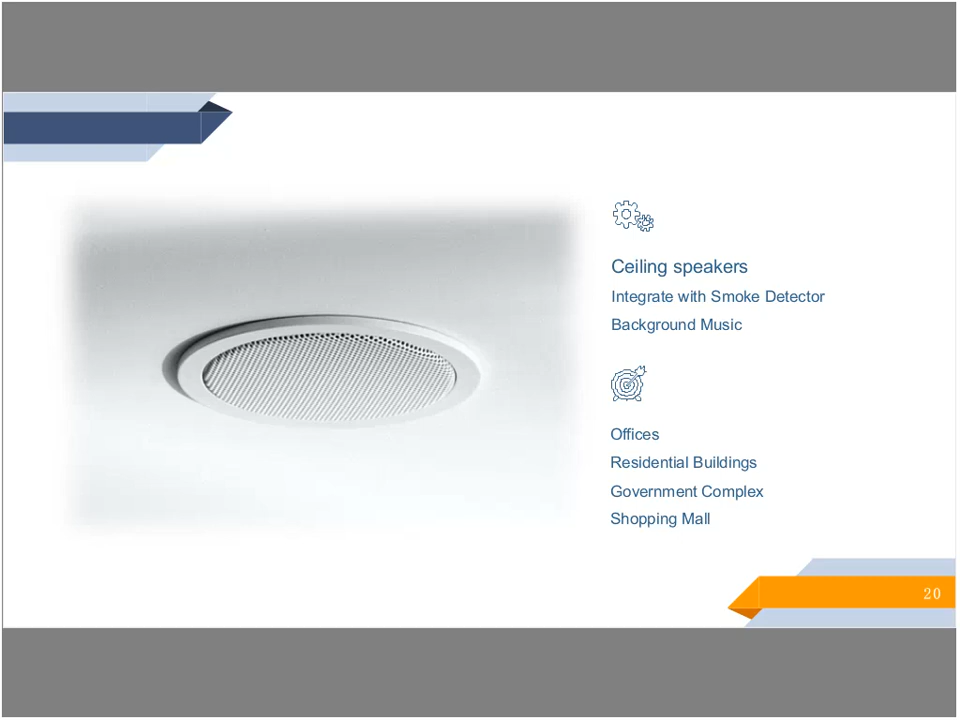 Ceiling speakers
Integrate with Smoke Detector
Background Music
Offices
Residential Buildings
Government Complex
Shopping Mall
20